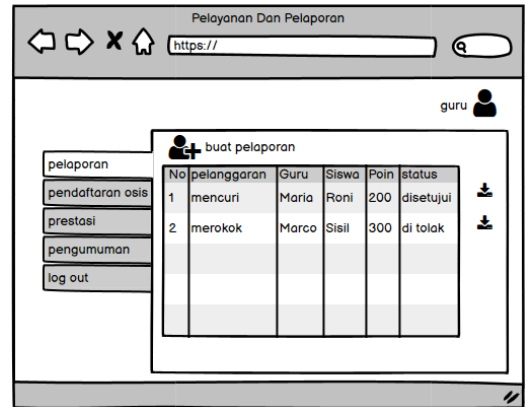 Pelayanan Dan Pelaporan
https://
guru
buat pelaporan
pelaporan
pendaftaran osis
prestasi
pengumuman
log out
No pelanggaran Guru Siswa Poin status
1 mencuri Maria Roni 200 disetujui
2 merokok Marco Sisil 300 di tolak